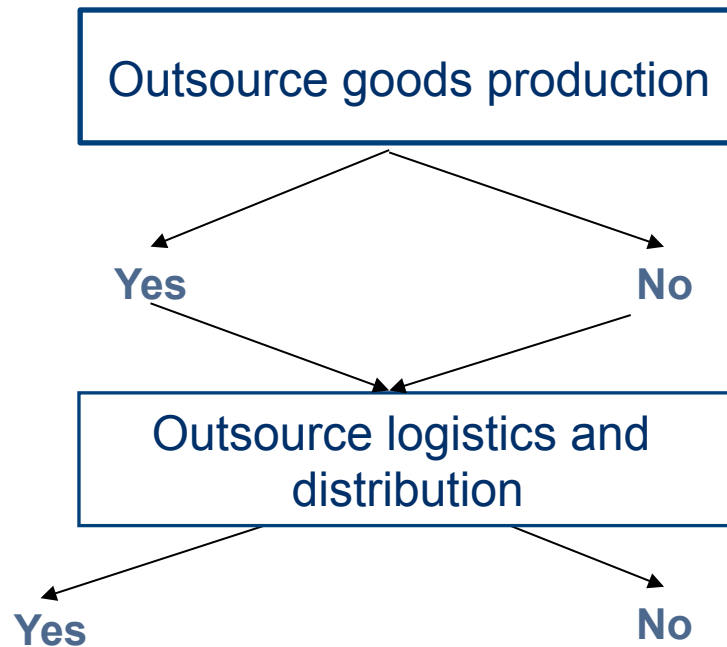 Outsource goods production
Yes
No
Outsource logistics and
distribution
Yes
No